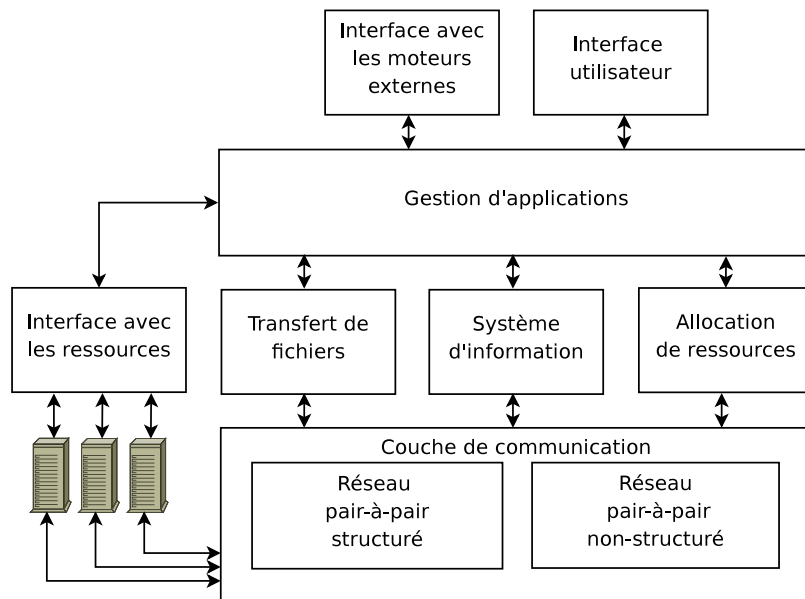 Interface avec
les moteurs
externes
Interface
utilisateur
Gestion d'applications
Interface avec
les ressources
Transfert de
fichiers
Système
d'information
Allocation
de ressources
Couche de communication
Réseau
pair-à-pair
structuré
Réseau
pair-à-pair
non-structuré